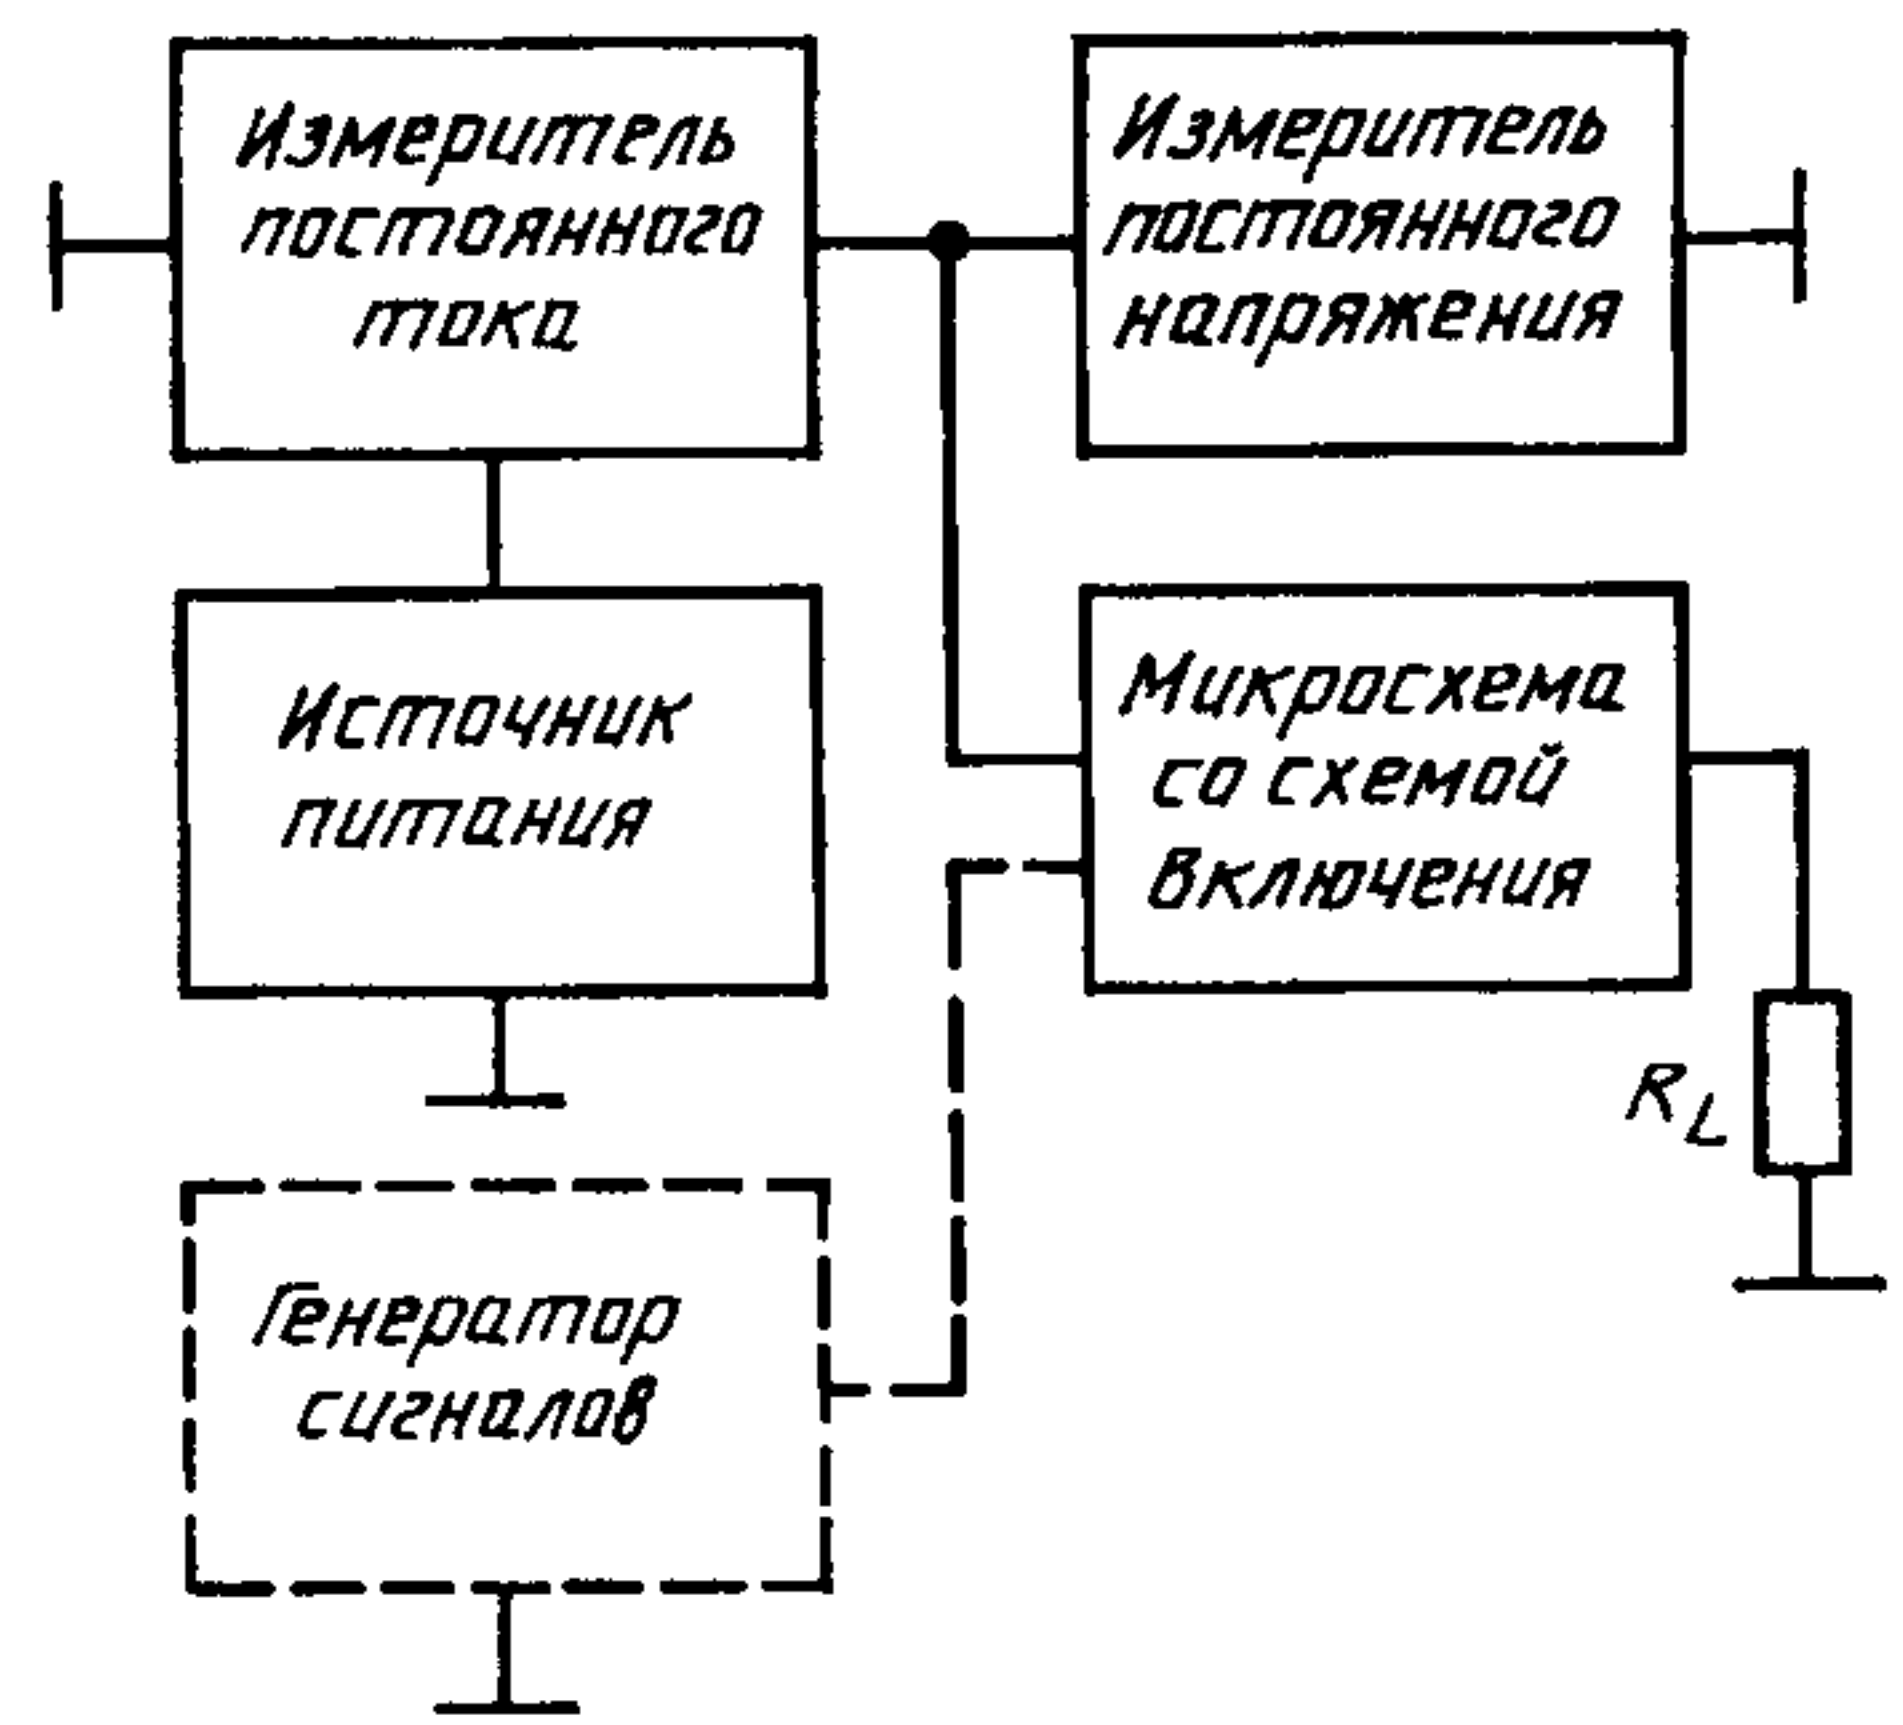 Измеритель
постоянного
тока
Измеритель
постоянного
напряжения
Источник
питания
Микросхема
со схемой
включения
R_L
Генератор
сигналов